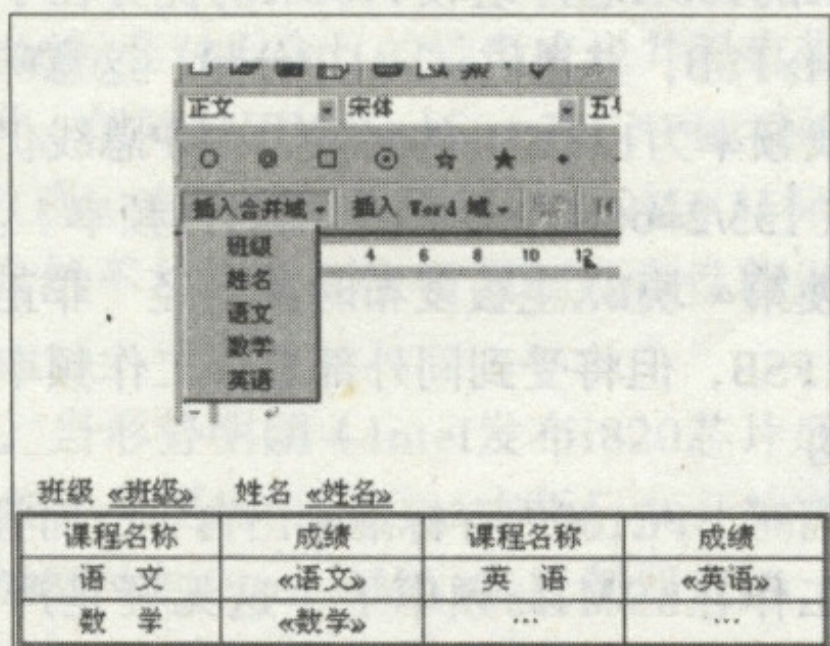 正文 宋体 五号
插入合并域 插入 Word 域
班级
4 6 8 10 12
姓名
语文
数学
英语
班级 «班级» 姓名 «姓名»
课程名称 成绩 课程名称 成绩
语 文 «语文» 英 语 «英语»
数 学 «数学» … …